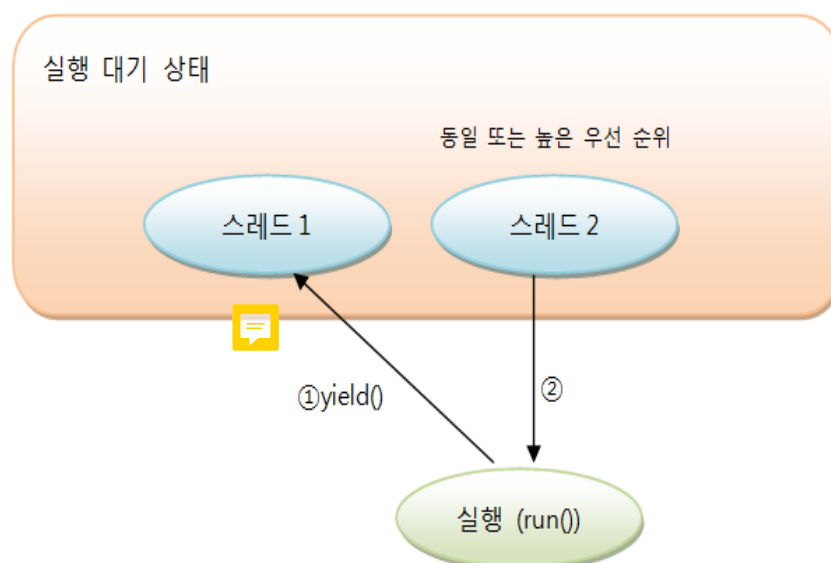 실행 대기 상태
동일 또는 높은 우선 순위
스레드 1
스레드 2
①yield()
②
실행 (run())